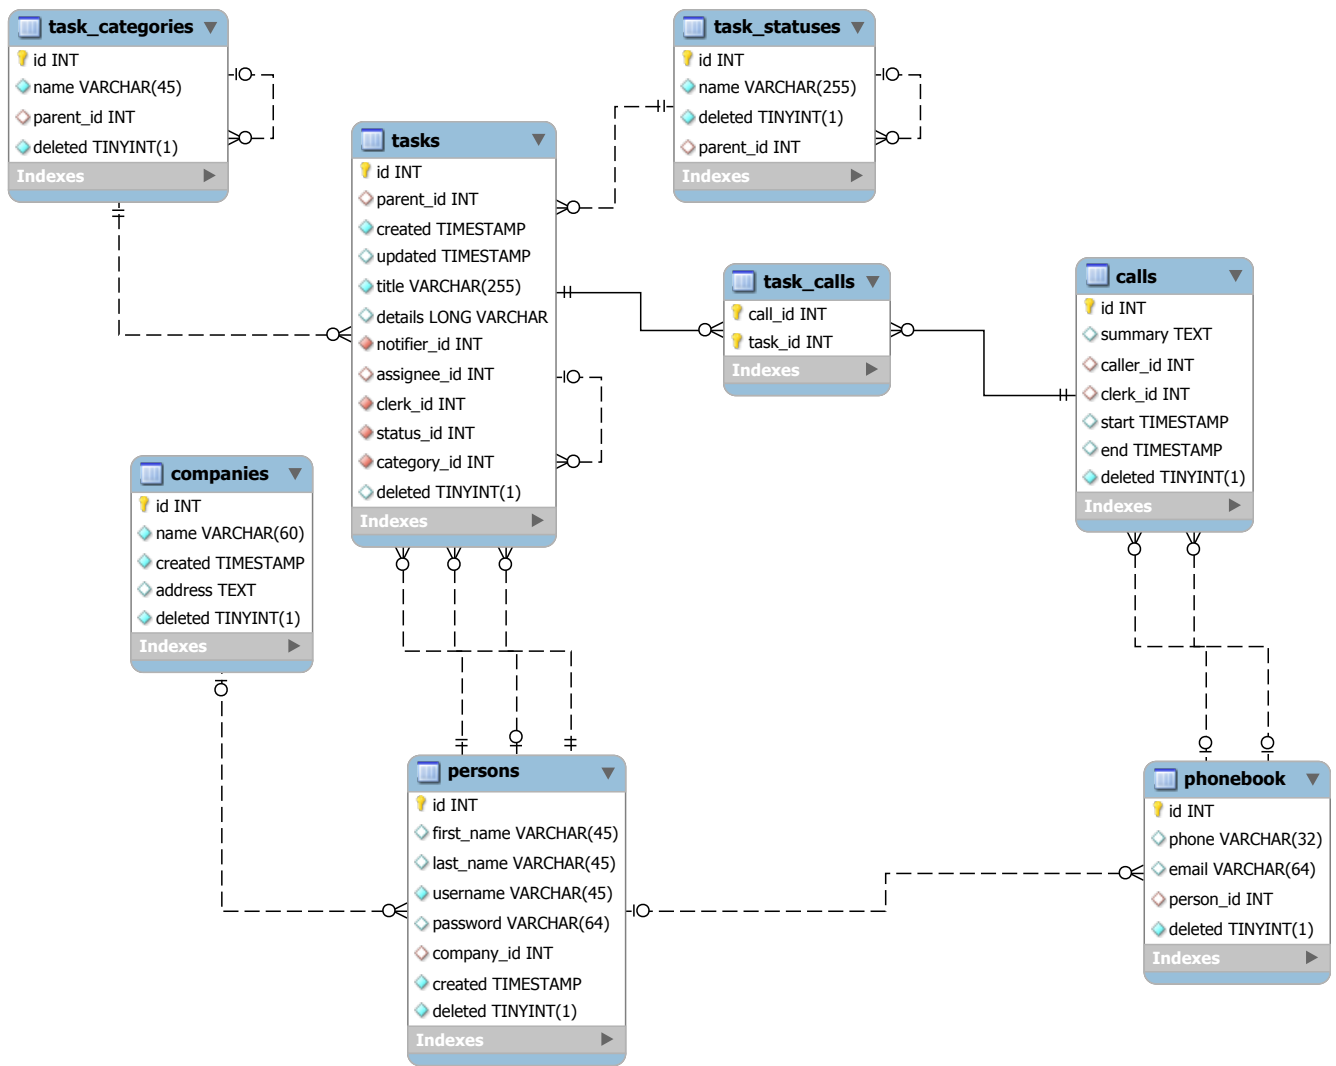 task_categories
id INT
name VARCHAR(45)
parent_id INT
deleted TINYINT(1)
Indexes
task_statuses
id INT
name VARCHAR(255)
deleted TINYINT(1)
parent_id INT
Indexes
tasks
id INT
parent_id INT
created TIMESTAMP
updated TIMESTAMP
title VARCHAR(255)
details LONG VARCHAR
notifier_id INT
assignee_id INT
clerk_id INT
status_id INT
category_id INT
deleted TINYINT(1)
Indexes
task_calls
call_id INT
task_id INT
Indexes
calls
id INT
summary TEXT
caller_id INT
clerk_id INT
start TIMESTAMP
end TIMESTAMP
deleted TINYINT(1)
Indexes
companies
id INT
name VARCHAR(60)
created TIMESTAMP
address TEXT
deleted TINYINT(1)
Indexes
persons
id INT
first_name VARCHAR(45)
last_name VARCHAR(45)
username VARCHAR(45)
password VARCHAR(64)
company_id INT
created TIMESTAMP
deleted TINYINT(1)
Indexes
phonebook
id INT
phone VARCHAR(32)
email VARCHAR(64)
person_id INT
deleted TINYINT(1)
Indexes